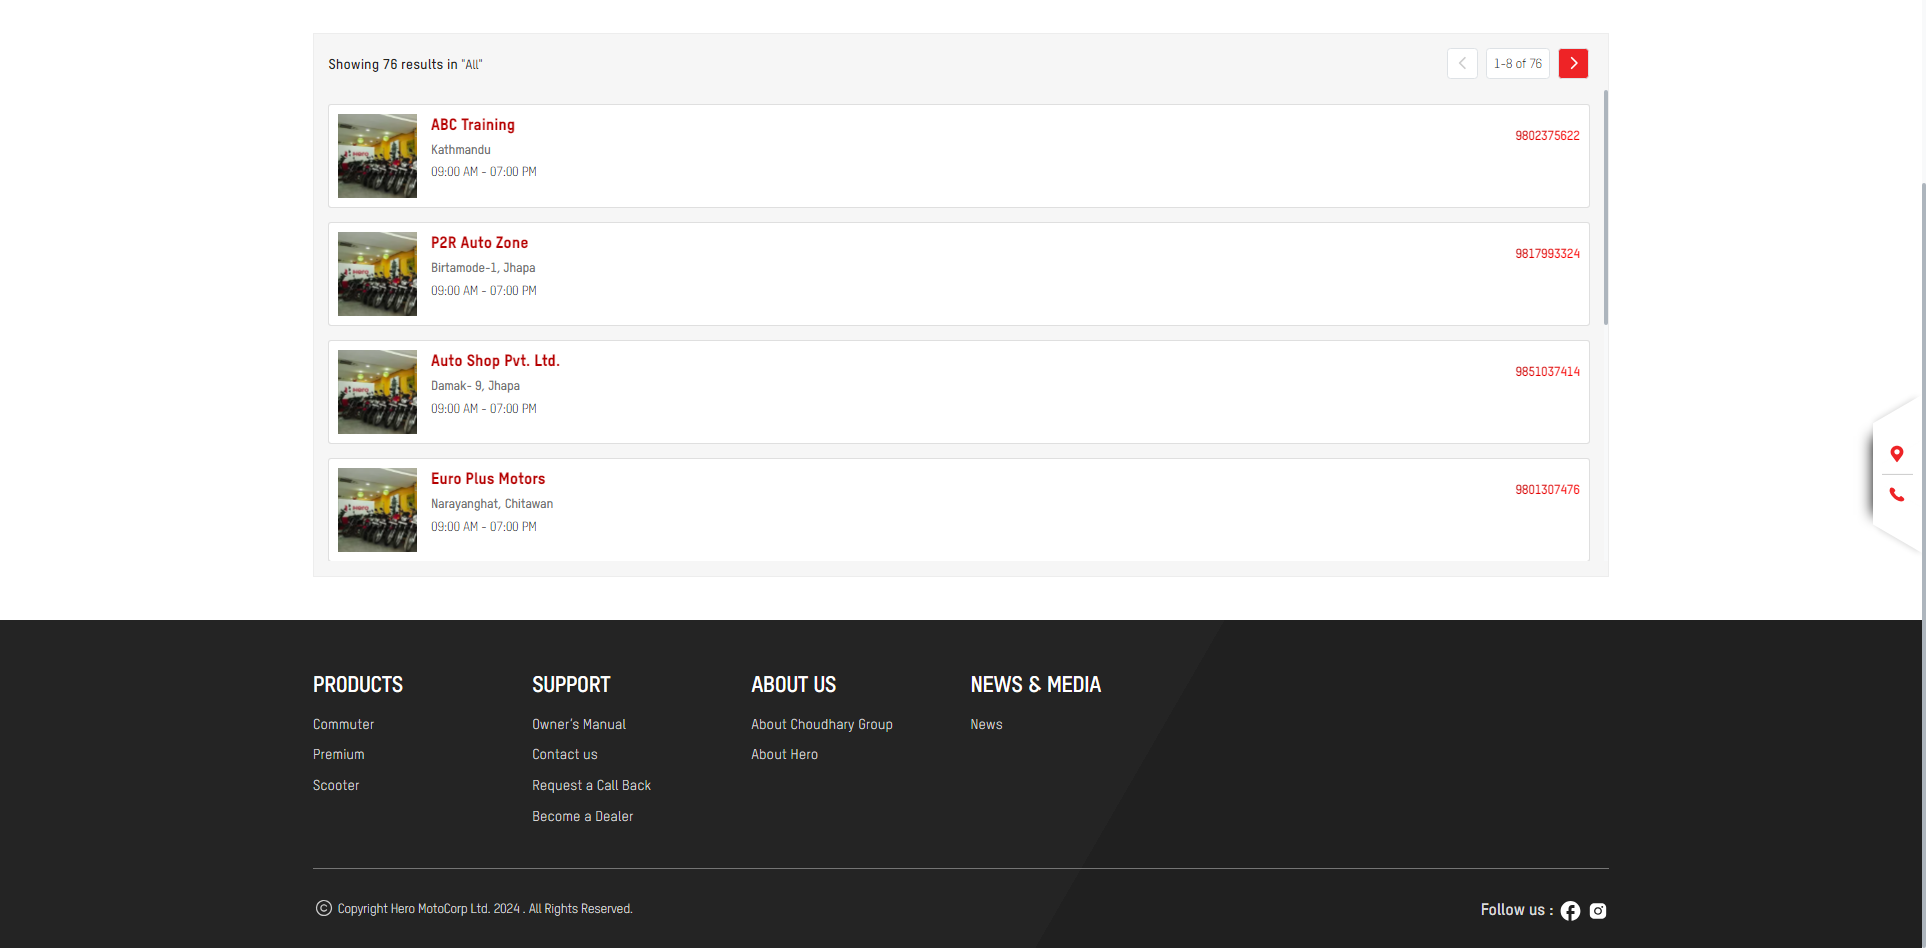 Showing 76 results in "All"
1-8 of 76
ABC Training
Kathmandu
09:00 AM - 07:00 PM
9802375622
P2R Auto Zone
Birtamode-1, Jhapa
09:00 AM - 07:00 PM
9817993324
Auto Shop Pvt. Ltd.
Damak- 9, Jhapa
09:00 AM - 07:00 PM
9851037414
Euro Plus Motors
Narayanghat, Chitawan
09:00 AM - 07:00 PM
9801307476
PRODUCTS
Commuter
Premium
Scooter
SUPPORT
Owner's Manual
Contact us
Request a Call Back
Become a Dealer
ABOUT US
About Choudhary Group
About Hero
NEWS & MEDIA
News
© Copyright Hero MotoCorp Ltd. 2024 . All Rights Reserved.
Follow us :